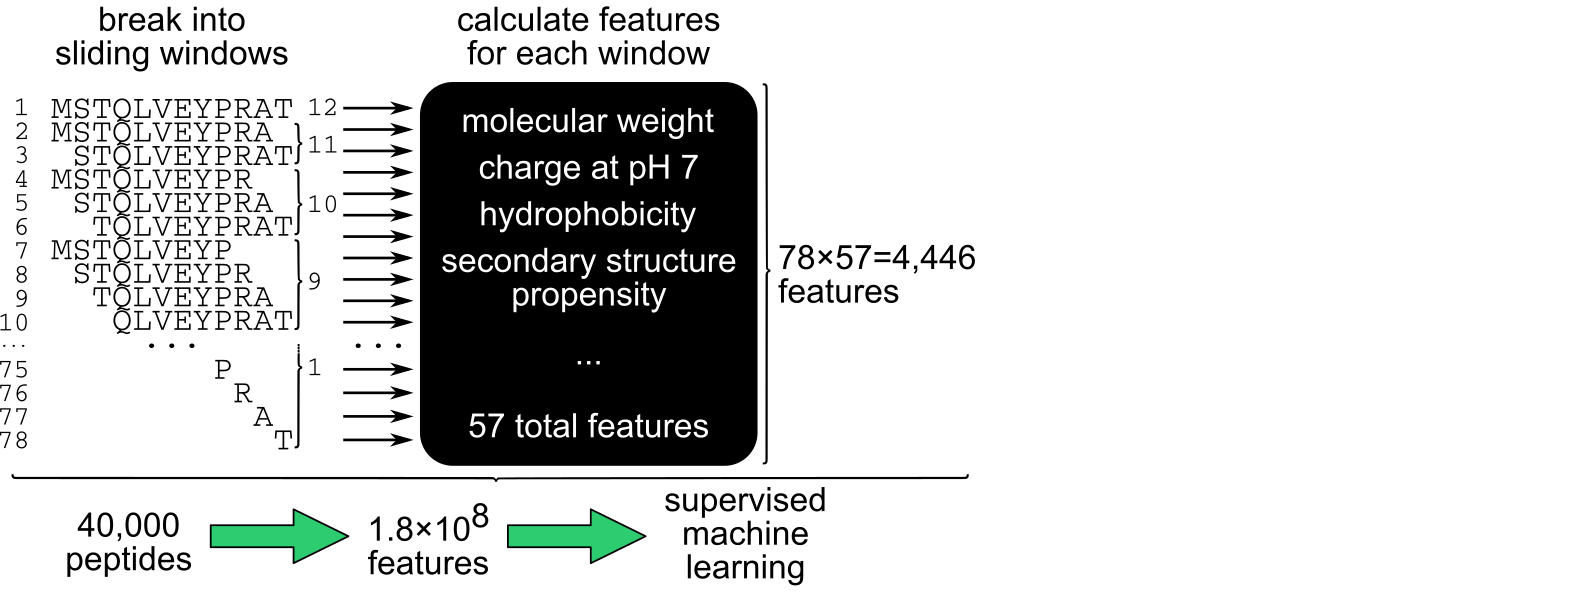 break into
sliding windows
calculate features
for each window
1 MSTQLVEYPRAT 12
2 MSTQLVEYPRA
3 STQLVEYPRAT
11
4 MSTQLVEYPR
5 STQLVEYPRA
10
6 TQLVEYPRAT
7 MSTQLVEYP
8 STQLVEYPR
9
9 TQLVEYPRA
10 QLVEYPRAT
... ... ...
75 P 1
76 R
77 A
78 T
molecular weight
charge at pH 7
hydrophobicity
secondary structure
propensity
...
57 total features
78×57=4,446
features
40,000
peptides
1.8×10⁸
features
supervised
machine
learning